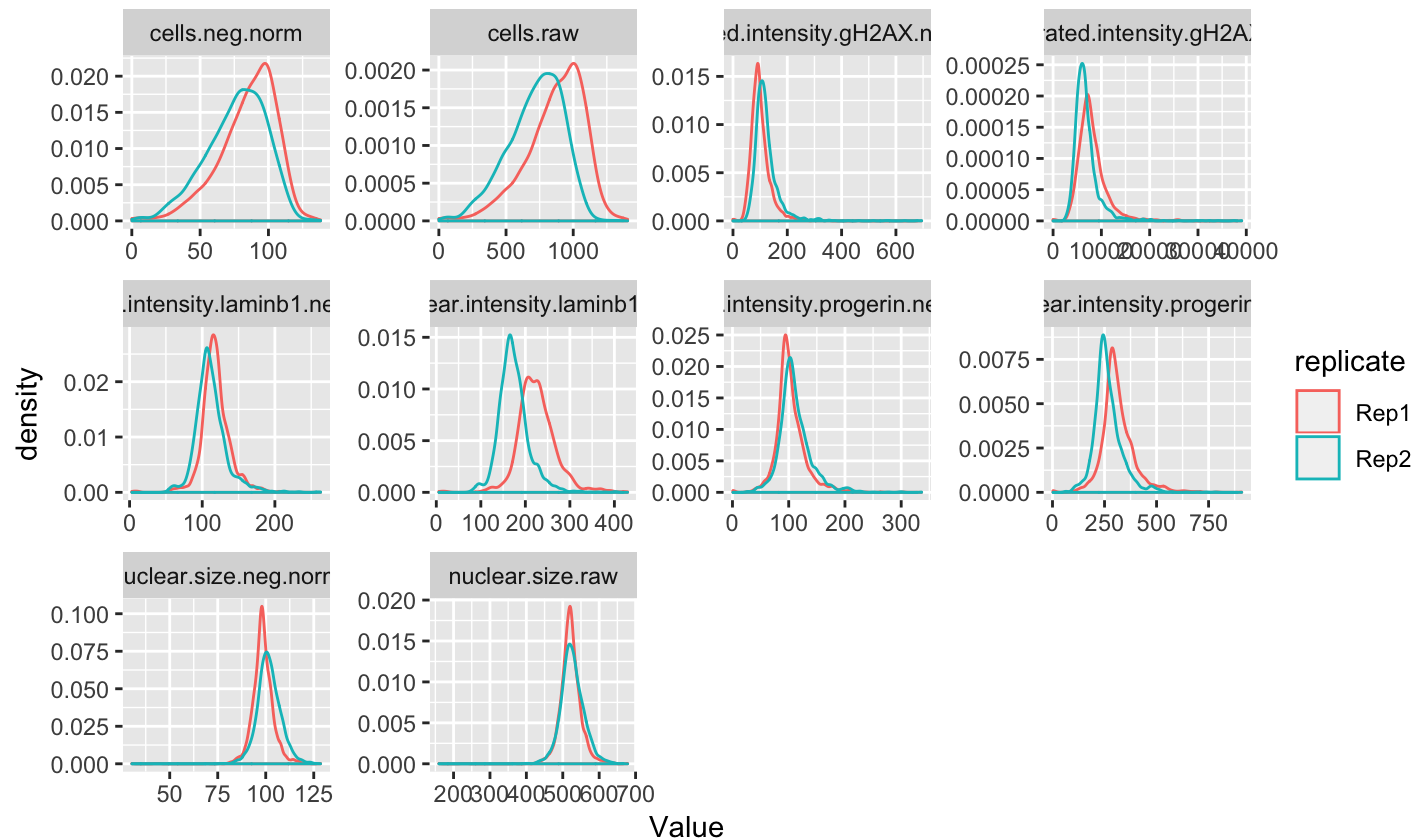 cells.neg.norm
cells.raw
ed.intensity.gH2AX.n
rated.intensity.gH2A
0.020
0.015
0.010
0.005
0.000
0 50 100
0.0020
0.0015
0.0010
0.0005
0.0000
0 500 1000
0.015
0.010
0.005
0.000
0 200 400 600
0.00025
0.00020
0.00015
0.00010
0.00005
0.00000
0 10000 20000 30000 40000
.intensity.laminb1.ne
ear.intensity.laminb1
.intensity.progerin.ne
ear.intensity.progerin
0.02
0.01
0.00
0 100 200
0.015
0.010
0.005
0.000
0 100 200 300 400
0.025
0.020
0.015
0.010
0.005
0.000
0 100 200 300
0.0075
0.0050
0.0025
0.0000
0 250 500 750
uclear.size.neg.norm
nuclear.size.raw
0.100
0.075
0.050
0.025
0.000
50 75 100 125
0.020
0.015
0.010
0.005
0.000
200 300 400 500 600 700
density
Value
replicate
Rep1
Rep2